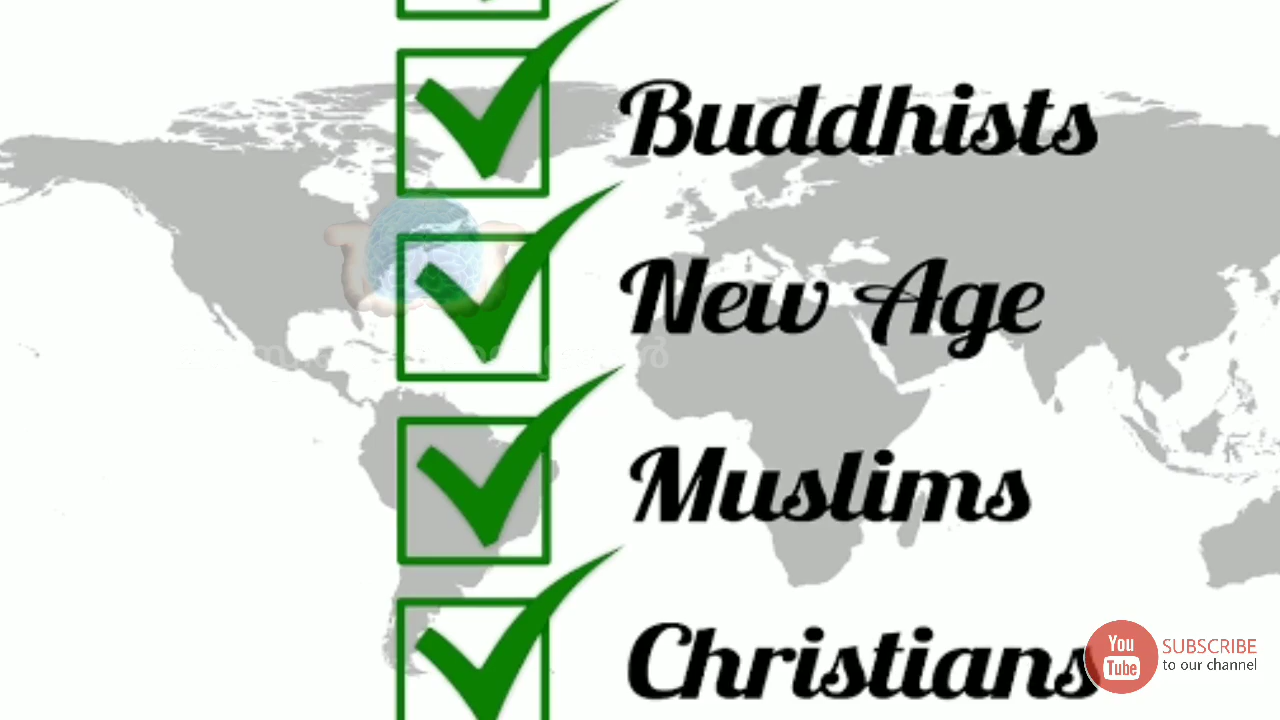 Buddhists
New Age
Muslims
Christians
You
Tube
SUBSCRIBE
to our channel